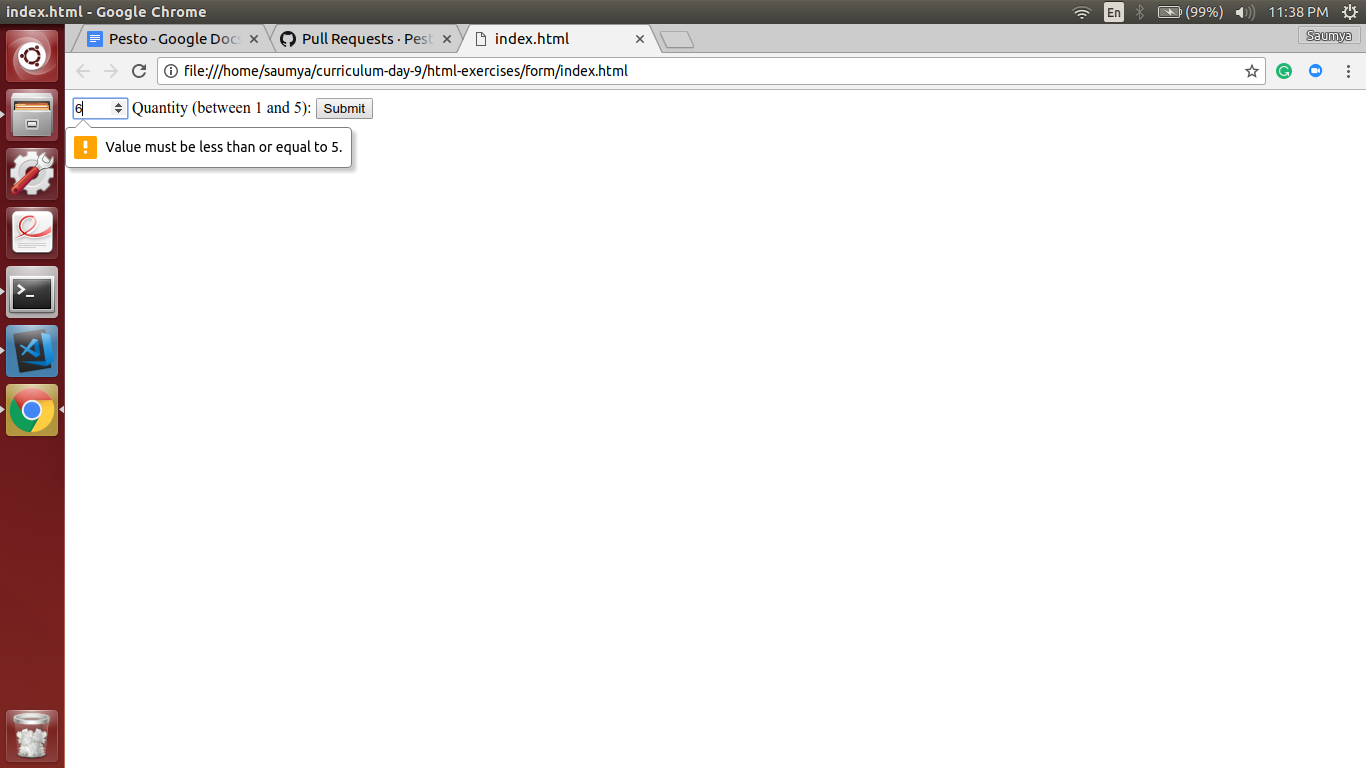 index.html - Google Chrome
En
(99%)
11:38 PM
Pesto - Google Docs
Pull Requests · Pest
index.html
Saumya
file:///home/saumya/curriculum-day-9/html-exercises/form/index.html
6 Quantity (between 1 and 5): Submit
Value must be less than or equal to 5.